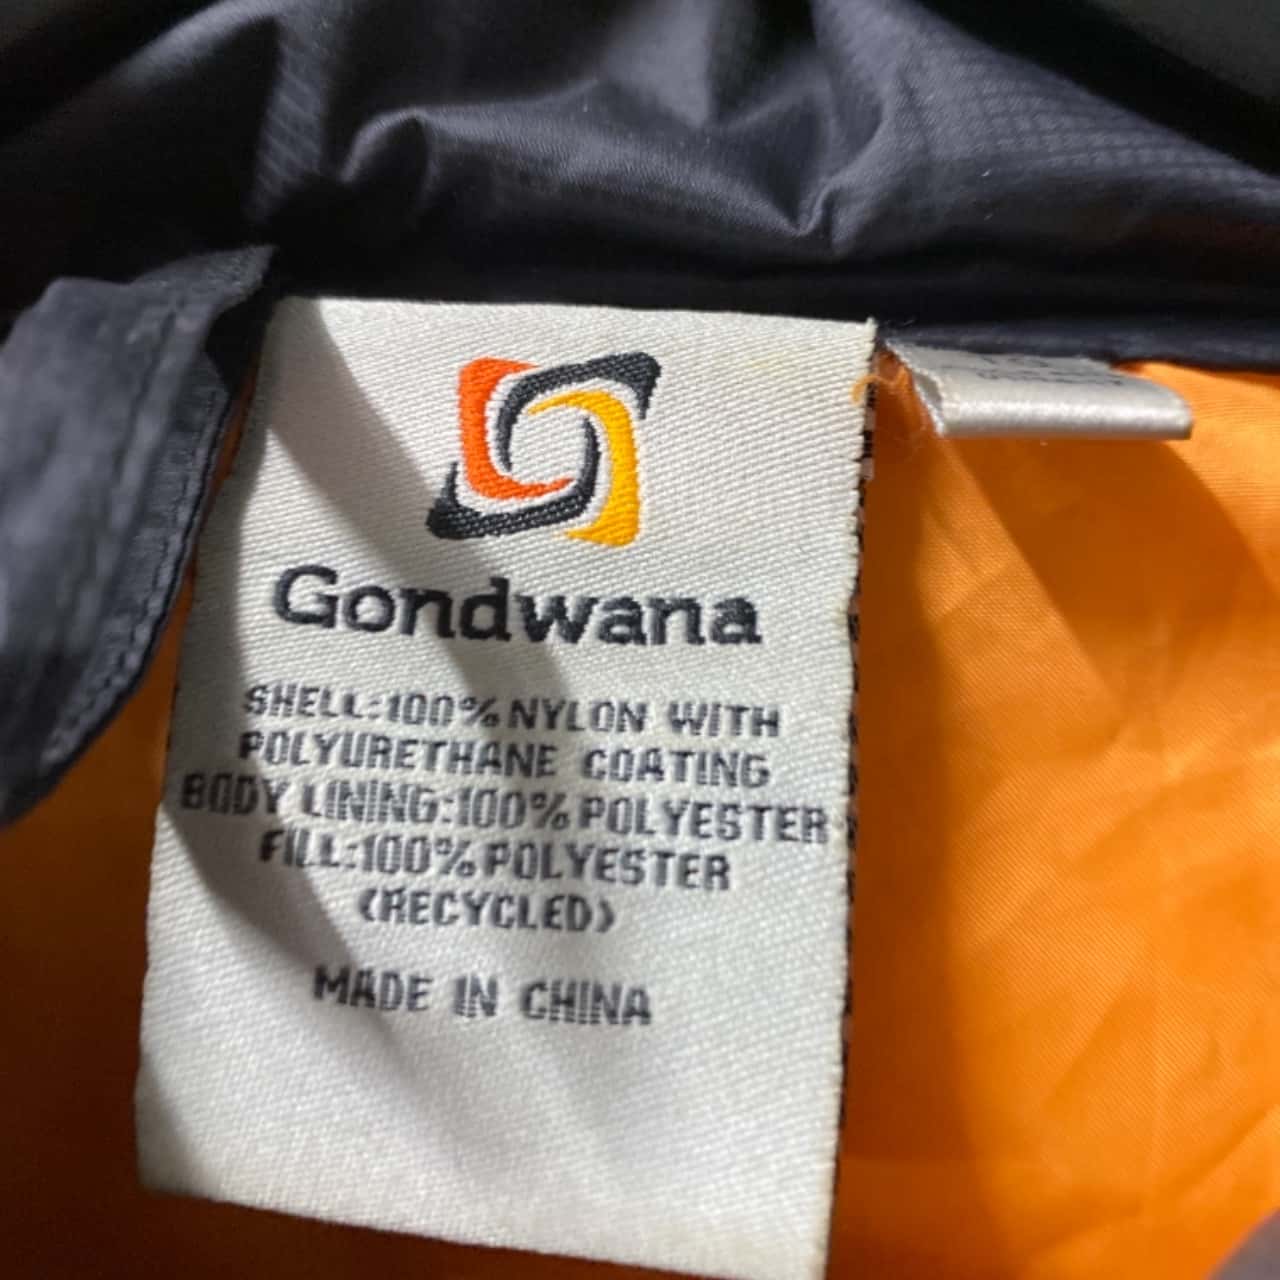 Gondwana
SHELL:100% NYLON WITH
POLYURETHANE COATING
BODY LINING:100% POLYESTER
FILL:100% POLYESTER
(RECYCLED)
MADE IN CHINA